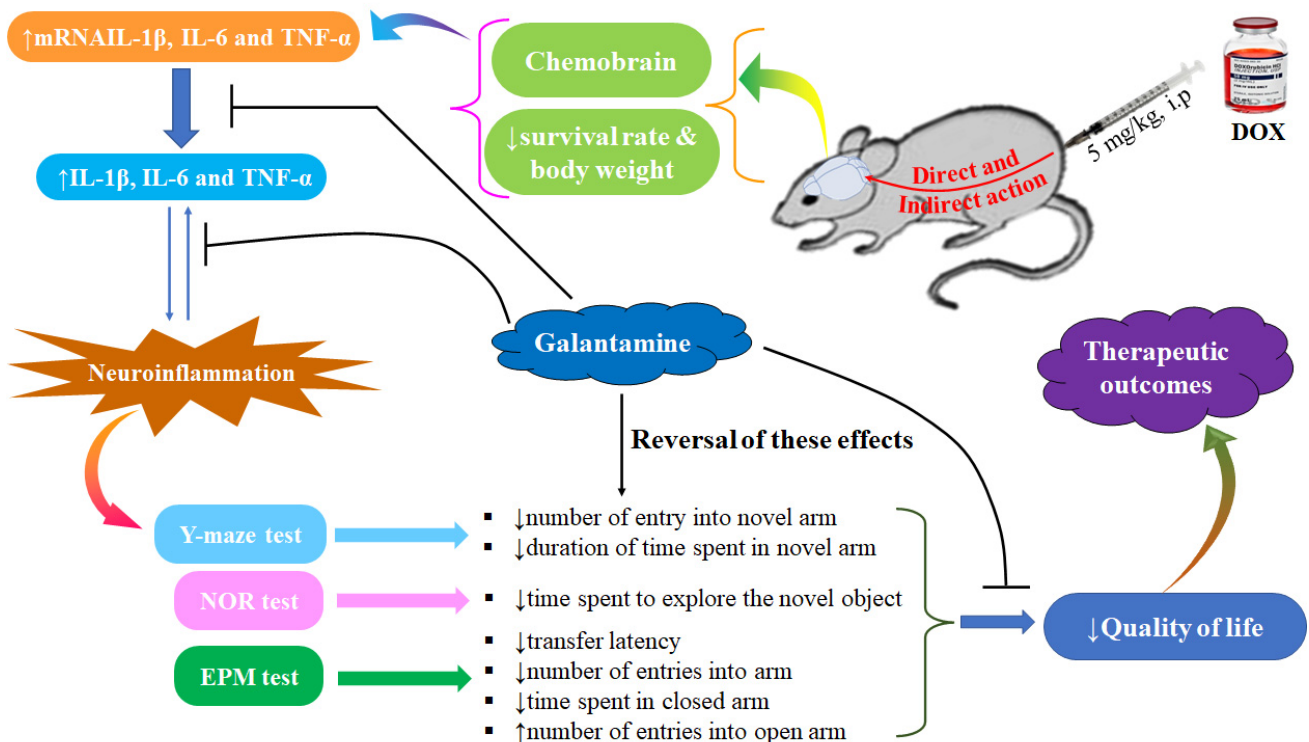 ↑mRNAIL-1β, IL-6 and TNF-α
Chemobrain
↓survival rate &
body weight
↑IL-1β, IL-6 and TNF-α
5 mg/kg, i.p
DOX
Direct and
Indirect action
Neuroinflammation
Galantamine
Therapeutic
outcomes
Reversal of these effects
Y-maze test
▪ ↓number of entry into novel arm
▪ ↓duration of time spent in novel arm
NOR test
▪ ↓time spent to explore the novel object
EPM test
▪ ↓transfer latency
▪ ↓number of entries into arm
▪ ↓time spent in closed arm
▪ ↑number of entries into open arm
↓Quality of life